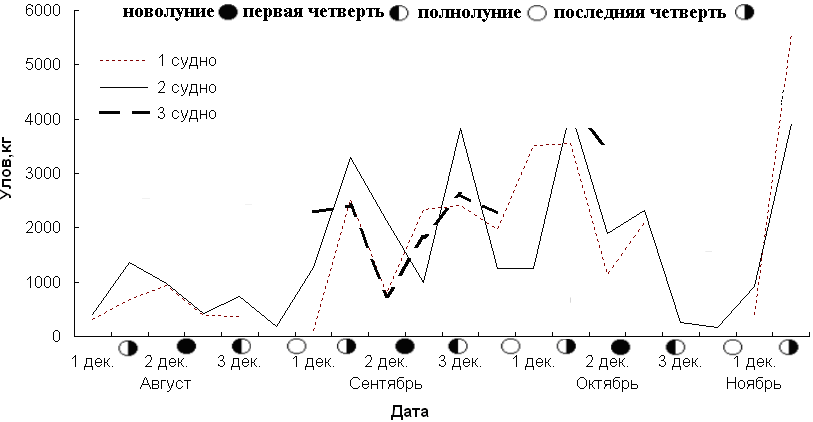 новолуние первая четверть полнолуние последняя четверть
6000
5000
4000
3000
2000
1000
0
Улов,кг
1 судно
2 судно
3 судно
1 дек. 2 дек. 3 дек. 1 дек. 2 дек. 3 дек. 1 дек. 2 дек. 3 дек. 1 дек.
Август Сентябрь Октябрь Ноябрь
Дата